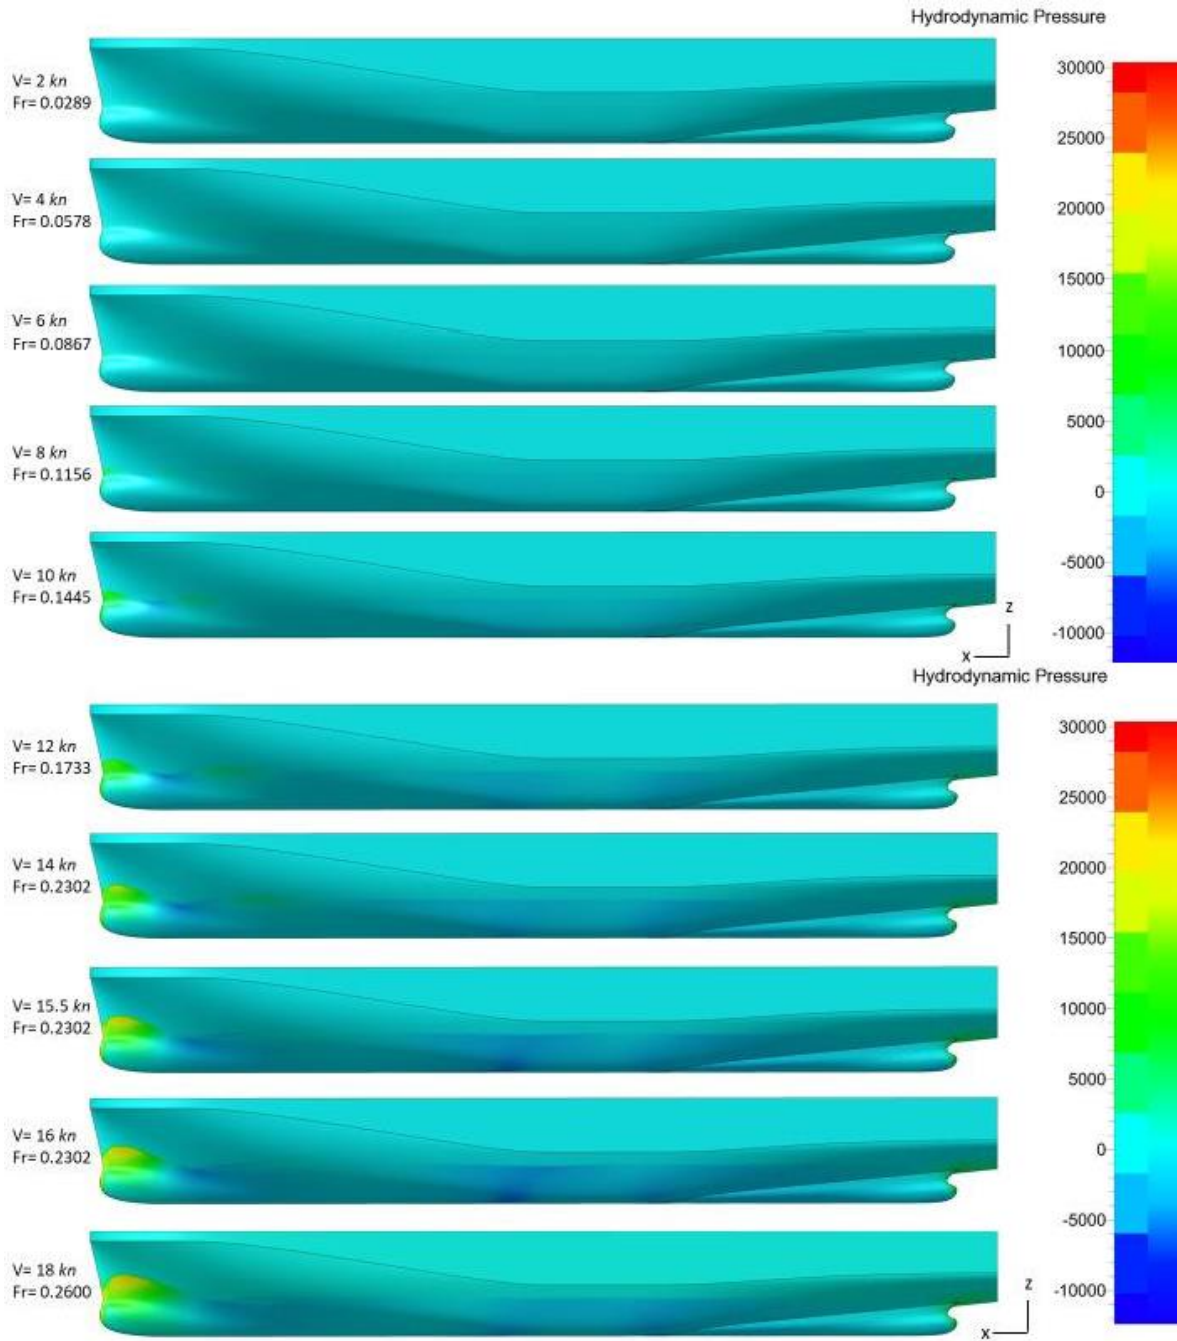 Hydrodynamic Pressure
V= 2 kn
Fr= 0.0289
V= 4 kn
Fr= 0.0578
V= 6 kn
Fr= 0.0867
V= 8 kn
Fr= 0.1156
V= 10 kn
Fr= 0.1445
30000
25000
20000
15000
10000
5000
0
-5000
-10000
z
x
Hydrodynamic Pressure
V= 12 kn
Fr= 0.1733
V= 14 kn
Fr= 0.2302
V= 15.5 kn
Fr= 0.2302
V= 16 kn
Fr= 0.2302
V= 18 kn
Fr= 0.2600
30000
25000
20000
15000
10000
5000
0
-5000
-10000
z
x